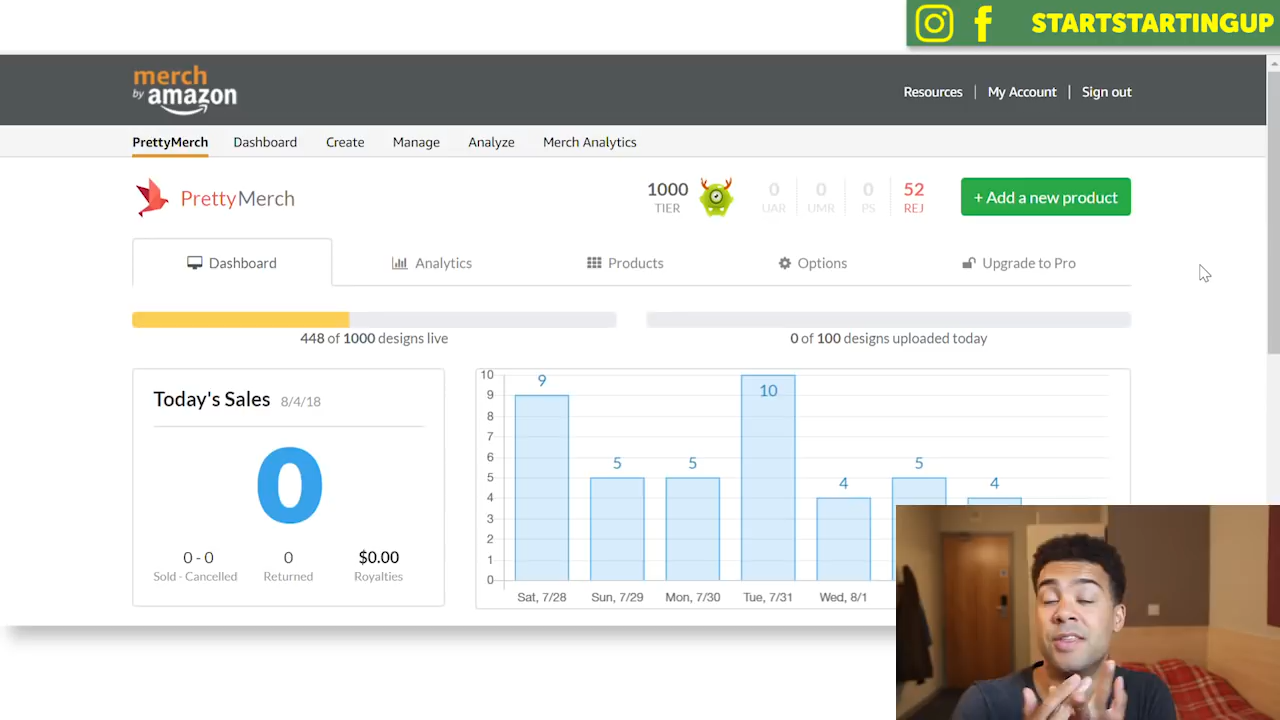 STARTSTARTINGUP
merch by amazon
Resources | My Account | Sign out
PrettyMerch Dashboard Create Manage Analyze Merch Analytics
PrettyMerch
1000 TIER 0 UAR 0 UMR 0 PS 52 REJ
+ Add a new product
Dashboard Analytics Products Options Upgrade to Pro
448 of 1000 designs live
0 of 100 designs uploaded today
Today's Sales 8/4/18
0
0 - 0 0 $0.00
Sold - Cancelled Returned Royalties
10
9
8
7
6
5
4
3
2
1
0
9 5 5 10 4 5 4
Sat, 7/28 Sun, 7/29 Mon, 7/30 Tue, 7/31 Wed, 8/1